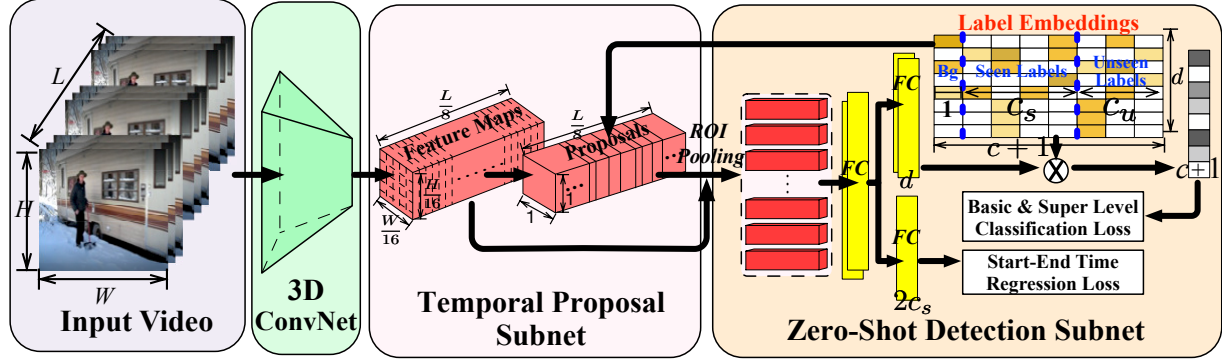 L
H
W
Input Video
3D
ConvNet
L/8
Feature Maps
H/16
W/16
L/8
Proposals
1
1
Temporal Proposal
Subnet
ROI
Pooling
FC
FC
d
FC
2c_s
Label Embeddings
Bg
Seen Labels
Unseen
Labels
1
c_s
c_u
d
c + 1
c + 1
Basic & Super Level
Classification Loss
Start-End Time
Regression Loss
Zero-Shot Detection Subnet